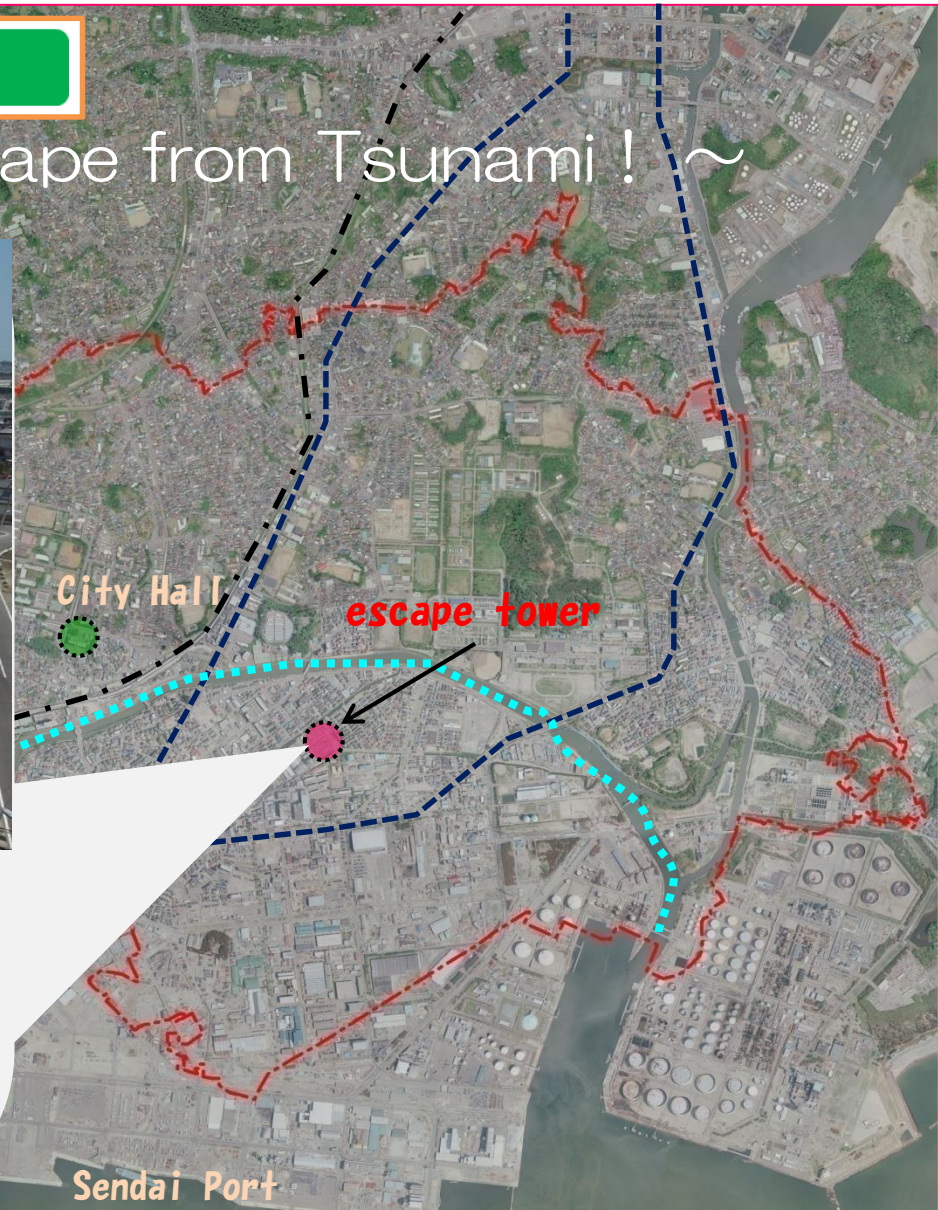 ape from Tsunami! ～
City Hall
escape tower
Sendai Port